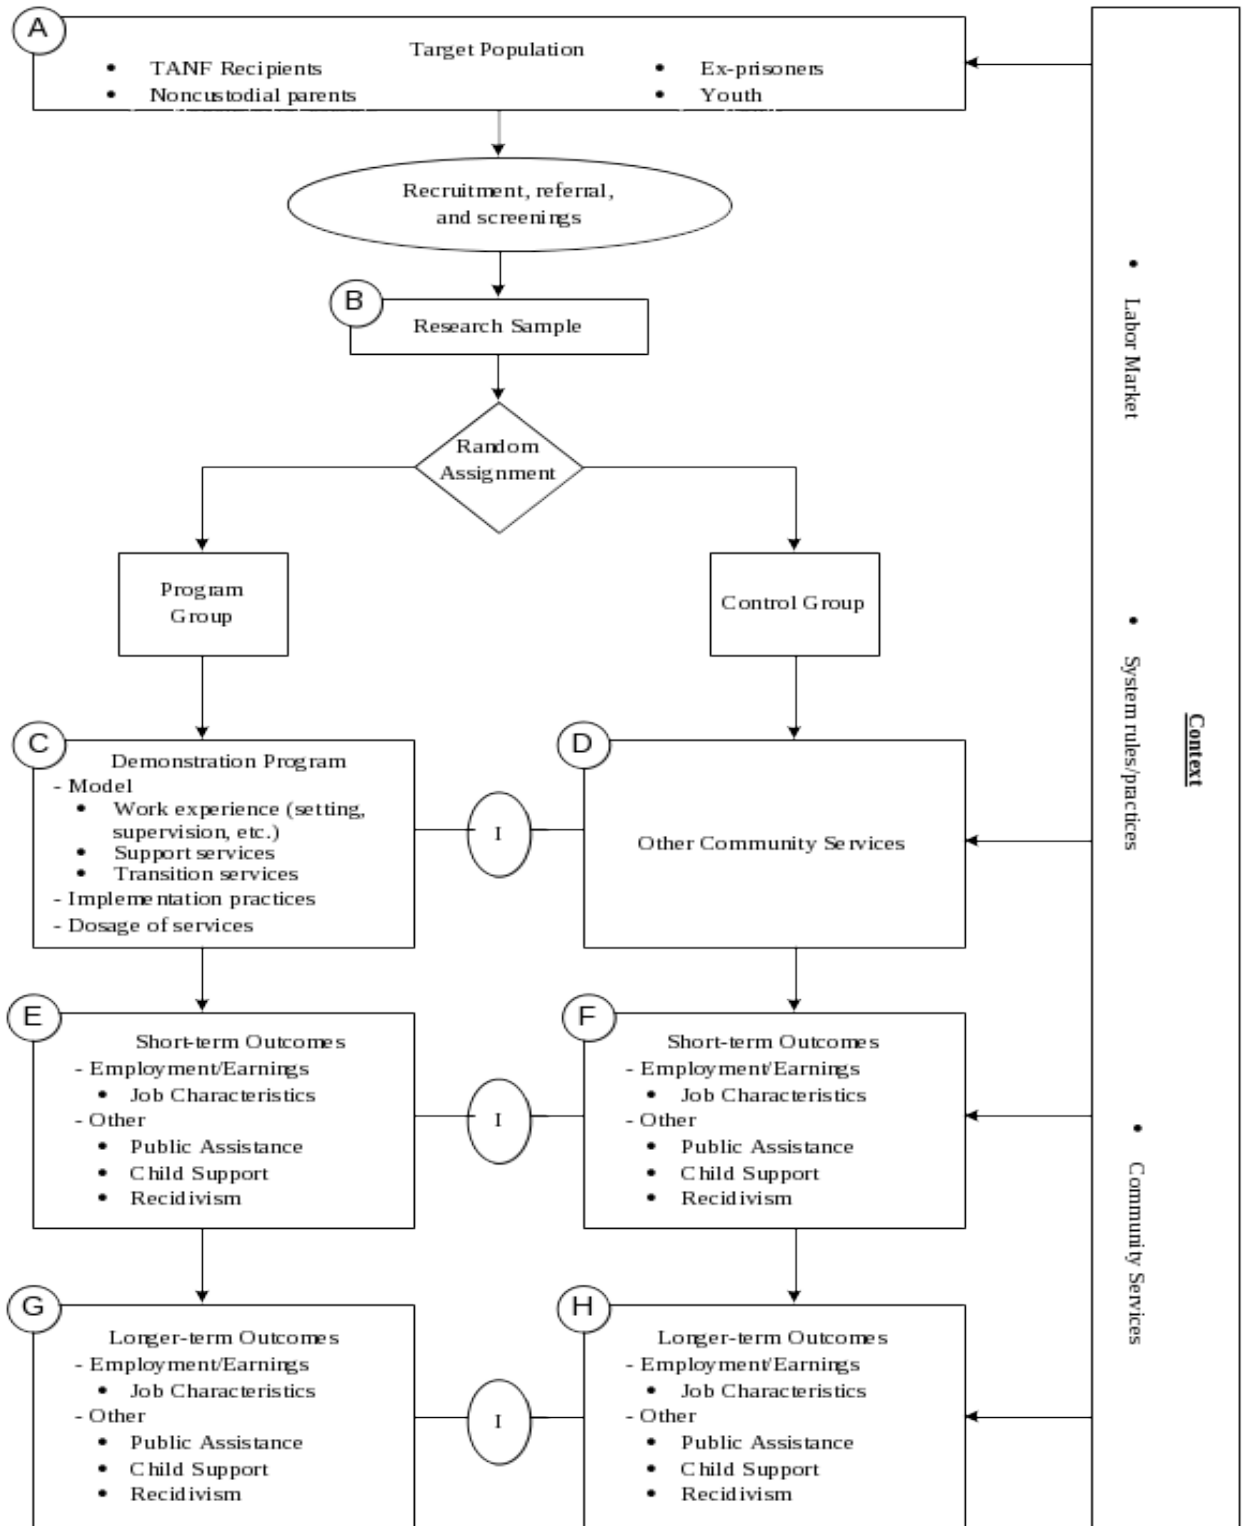 A
Target Population
• TANF Recipients
• Noncustodial parents
• Ex-prisoners
• Youth
Recruitment, referral,
and screenings
B
Research Sample
Random
Assignment
Program
Group
Control Group
C
Demonstration Program
- Model
• Work experience (setting,
supervision, etc.)
• Support services
• Transition services
- Implementation practices
- Dosage of services
I
D
Other Community Services
E
Short-term Outcomes
- Employment/Earnings
• Job Characteristics
- Other
• Public Assistance
• Child Support
• Recidivism
I
F
Short-term Outcomes
- Employment/Earnings
• Job Characteristics
- Other
• Public Assistance
• Child Support
• Recidivism
G
Longer-term Outcomes
- Employment/Earnings
• Job Characteristics
- Other
• Public Assistance
• Child Support
• Recidivism
I
H
Longer-term Outcomes
- Employment/Earnings
• Job Characteristics
- Other
• Public Assistance
• Child Support
• Recidivism
Context
• Labor Market
• System rules/practices
• Community Services